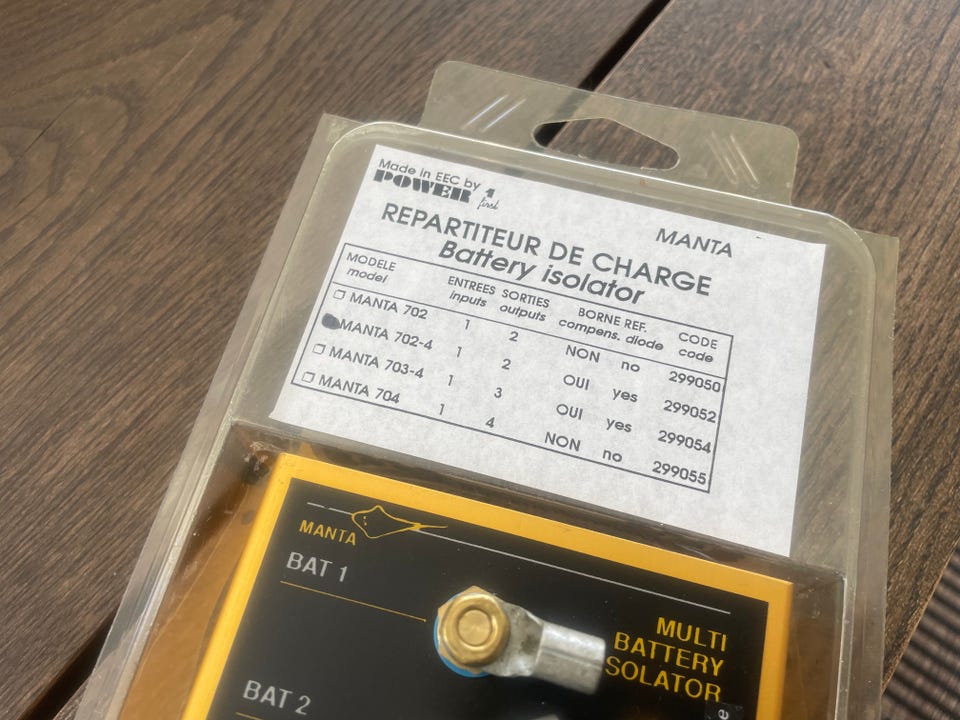 Made in EEC by
POWER 1
first
MANTA
REPARTITEUR DE CHARGE
Battery isolator
MODELE ENTREES SORTIES BORNE REF. CODE
model inputs outputs compens. diode code
MANTA 702 1 2 NON no 299050
MANTA 702-4 1 2 OUI yes 299052
MANTA 703-4 1 3 OUI yes 299054
MANTA 704 1 4 NON no 299055
MANTA
BAT 1
MULTI
BATTERY
SOLATOR
BAT 2